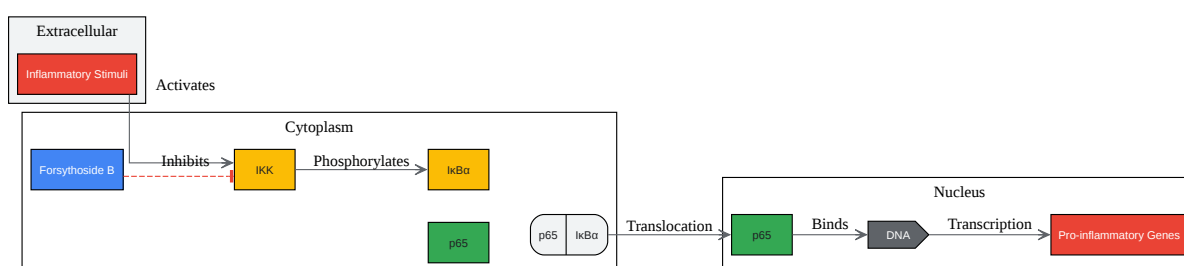 Extracellular
Inflammatory Stimuli
Activates
Cytoplasm
Forsythoside B
Inhibits
IKK
Phosphorylates
IκBα
p65
p65
IκBα
Translocation
Nucleus
p65
Binds
DNA
Transcription
Pro-inflammatory Genes